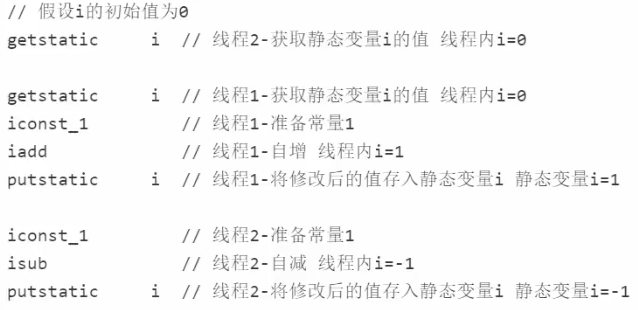 // 假设i的初始值为0
getstatic i // 线程2-获取静态变量i的值 线程内i=0
getstatic i // 线程1-获取静态变量i的值 线程内i=0
iconst_1 // 线程1-准备常量1
iadd // 线程1-自增 线程内i=1
putstatic i // 线程1-将修改后的值存入静态变量i 静态变量i=1
iconst_1 // 线程2-准备常量1
isub // 线程2-自减 线程内i=-1
putstatic i // 线程2-将修改后的值存入静态变量i 静态变量i=-1